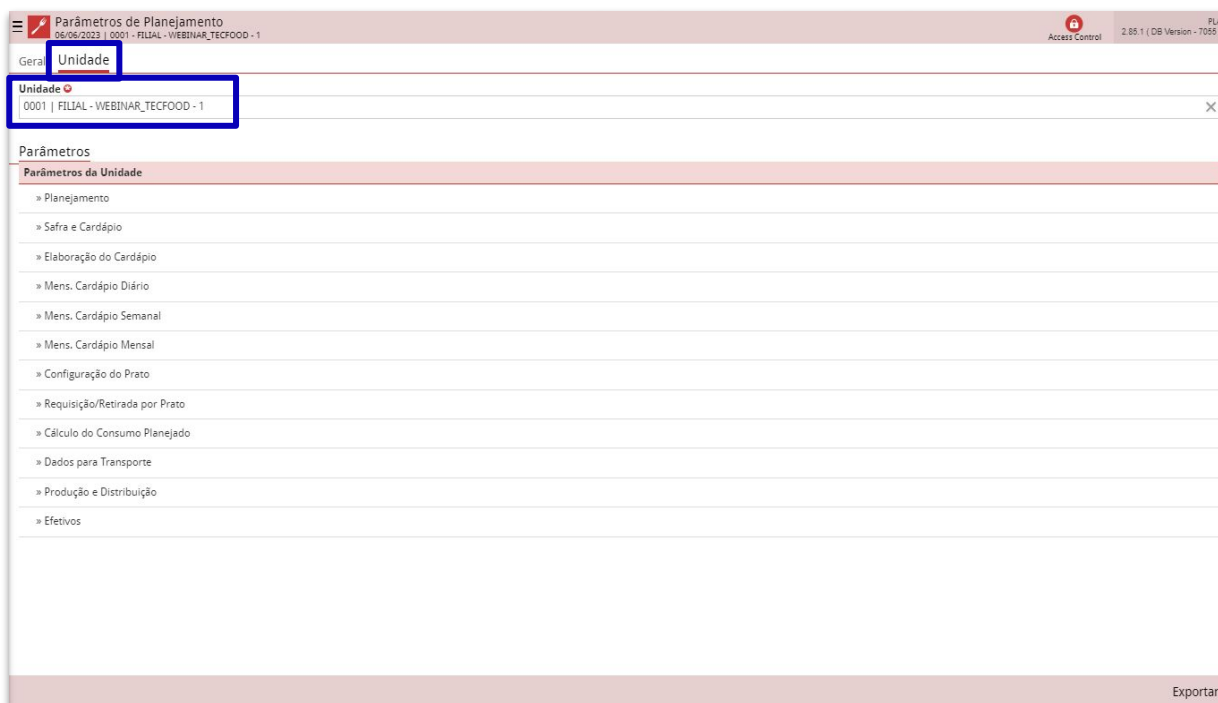 Parâmetros de Planejamento
06/06/2023 | 0001 - FILIAL - WEBINAR_TECFOOD - 1
Access Control
2.85.1 ( DB Version - 7055
Geral Unidade
Unidade
0001 | FILIAL - WEBINAR_TECFOOD - 1
Parâmetros
Parâmetros da Unidade
» Planejamento
» Safra e Cardápio
» Elaboração do Cardápio
» Mens. Cardápio Diário
» Mens. Cardápio Semanal
» Mens. Cardápio Mensal
» Configuração do Prato
» Requisição/Retirada por Prato
» Cálculo do Consumo Planejado
» Dados para Transporte
» Produção e Distribuição
» Efetivos
Exportar